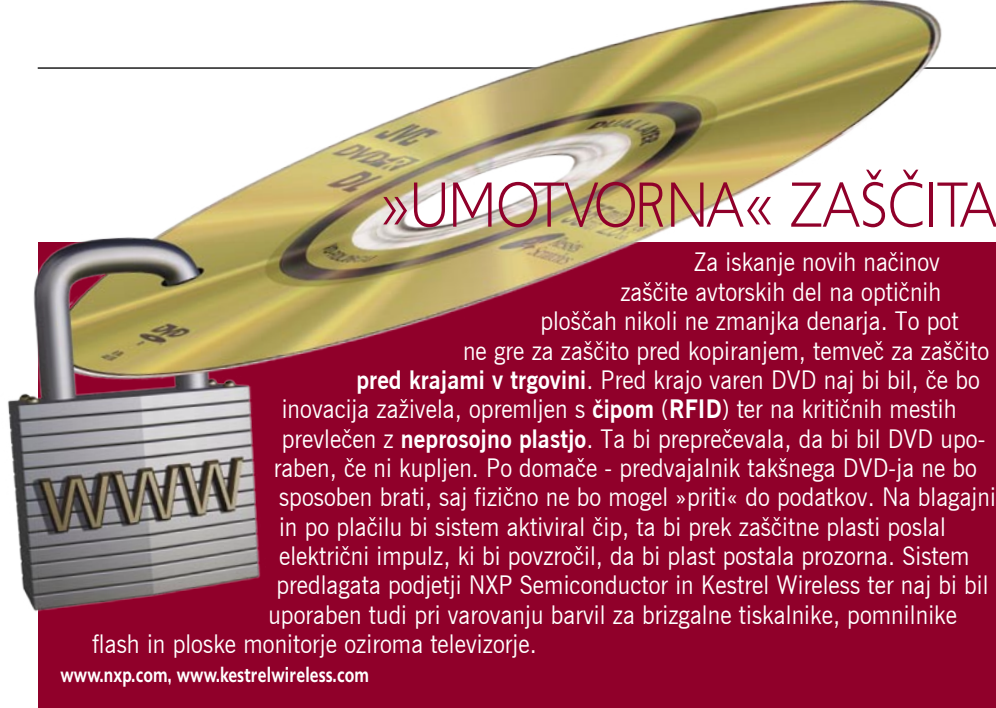 JVC
DVD
DL
DUAL LAYER
»UMOTVORNA« ZAŠČITA
DVD
WWW
Za iskanje novih načinov
zaščite avtorskih del na optičnih
ploščah nikoli ne zmanjka denarja. To pot
ne gre za zaščito pred kopiranjem, temveč za zaščito
pred krajami v trgovini. Pred krajo varen DVD naj bi bil, če bo
inovacija zaživela, opremljen s čipom (RFID) ter na kritičnih mestih
prevlečen z neprosojno plastjo. Ta bi preprečevala, da bi bil DVD upo-
raben, če ni kupljen. Po domače - predvajalnik takšnega DVD-ja ne bo
sposoben brati, saj fizično ne bo mogel »priti« do podatkov. Na blagajni
in po plačilu bi sistem aktiviral čip, ta bi prek zaščitne plasti poslal
električni impulz, ki bi povzročil, da bi plast postala prozorna. Sistem
predlagata podjetji NXP Semiconductor in Kestrel Wireless ter naj bi bil
uporaben tudi pri varovanju barvil za brizgalne tiskalnike, pomnilnike
flash in ploske monitorje oziroma televizorje.
www.nxp.com, www.kestrelwireless.com